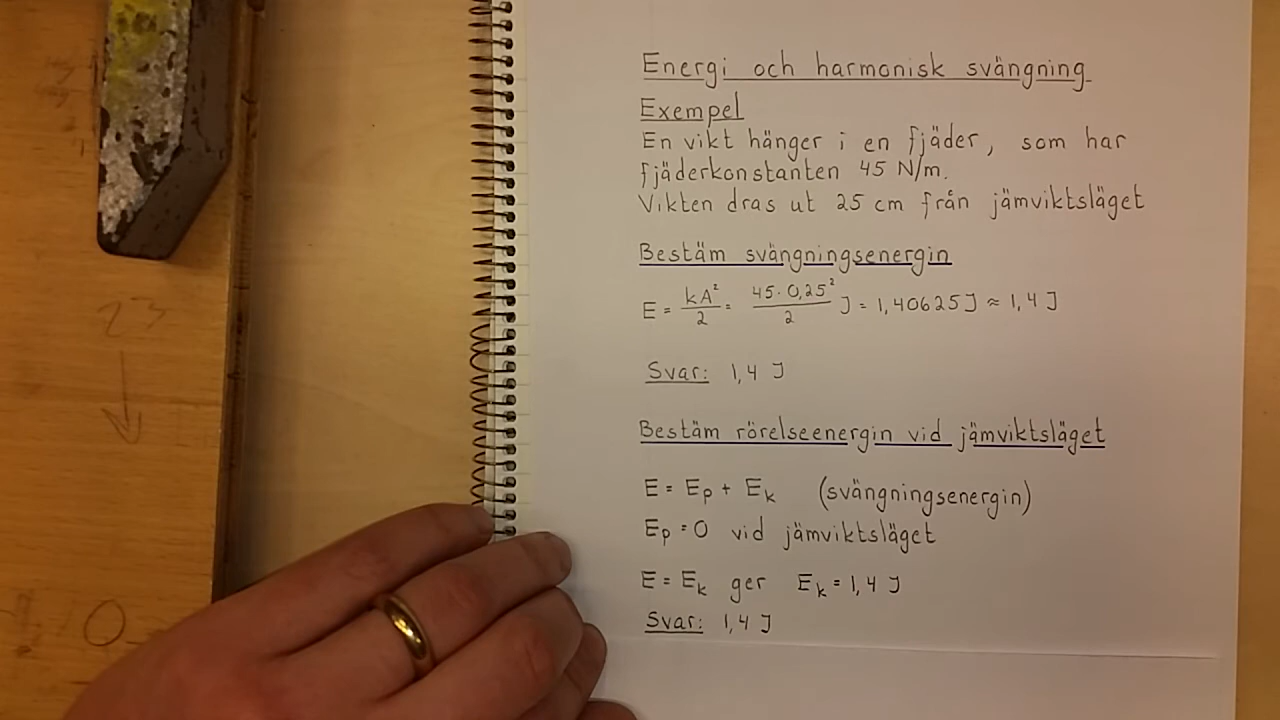 Energi och harmonisk svängning
Exempel
En vikt hänger i en fjäder, som har
fjäderkonstanten 45 N/m.
Vikten dras ut 25 cm från jämviktsläget
Bestäm svängningsenergin
E = kA²/2 = 45·0,25²/2 J = 1,40625 J ≈ 1,4 J
Svar: 1,4 J
Bestäm rörelseenergin vid jämviktsläget
E = Eₚ + Eₖ (svängningsenergin)
Eₚ = 0 vid jämviktsläget
E = Eₖ ger Eₖ = 1,4 J
Svar: 1,4 J
23
0